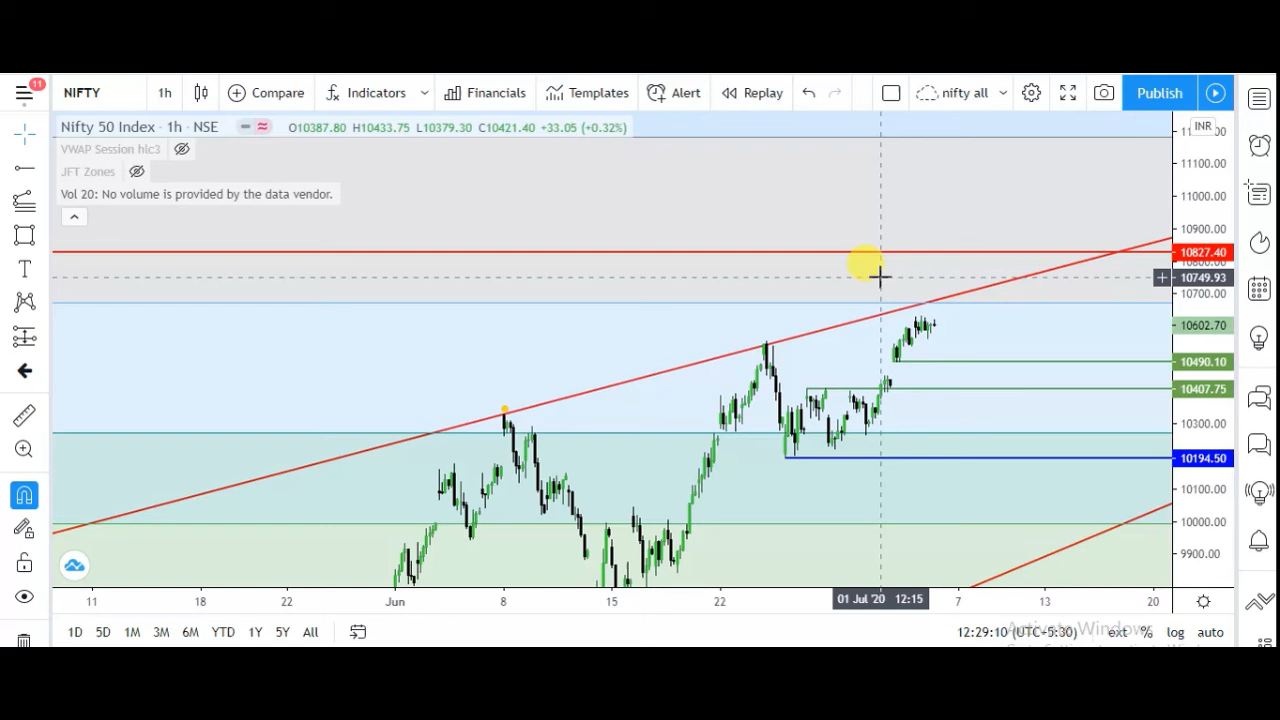 11
NIFTY 1h Compare Indicators Financials Templates Alert Replay nifty all Publish
Nifty 50 Index · 1h · NSE O10387.80 H10433.75 L10379.30 C10421.40 +33.05 (+0.32%)
INR
VWAP Session hlc3
JFT Zones
Vol 20: No volume is provided by the data vendor.
11100.00
11000.00
10900.00
10827.40
10800.00
10749.93
10700.00
10602.70
10490.10
10407.75
10300.00
10194.50
10100.00
10000.00
9900.00
11 18 22 Jun 8 15 22 01 Jul '20 12:15 7 13 20
1D 5D 1M 3M 6M YTD 1Y 5Y All 12:29:10 (UTC+5:30) ext % log auto
Activate Windows